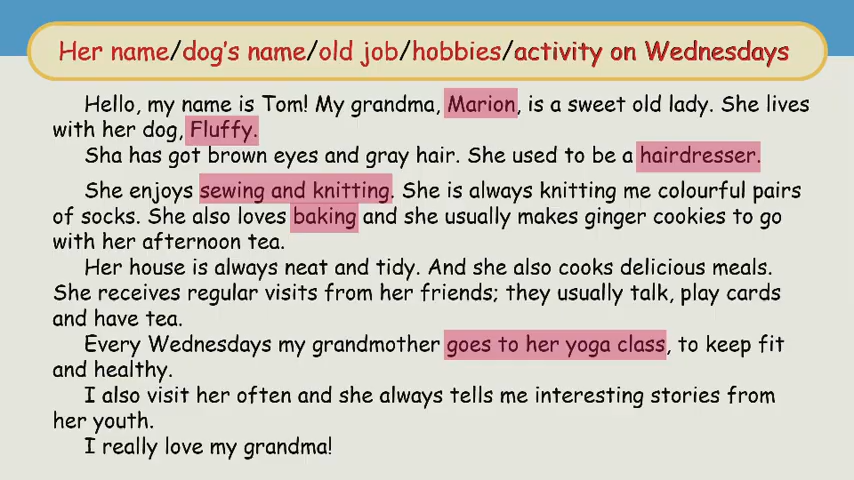 Her name/dog's name/old job/hobbies/activity on Wednesdays
Hello, my name is Tom! My grandma, Marion, is a sweet old lady. She lives
with her dog, Fluffy.
Sha has got brown eyes and gray hair. She used to be a hairdresser.
She enjoys sewing and knitting. She is always knitting me colourful pairs
of socks. She also loves baking and she usually makes ginger cookies to go
with her afternoon tea.
Her house is always neat and tidy. And she also cooks delicious meals.
She receives regular visits from her friends; they usually talk, play cards
and have tea.
Every Wednesdays my grandmother goes to her yoga class, to keep fit
and healthy.
I also visit her often and she always tells me interesting stories from
her youth.
I really love my grandma!